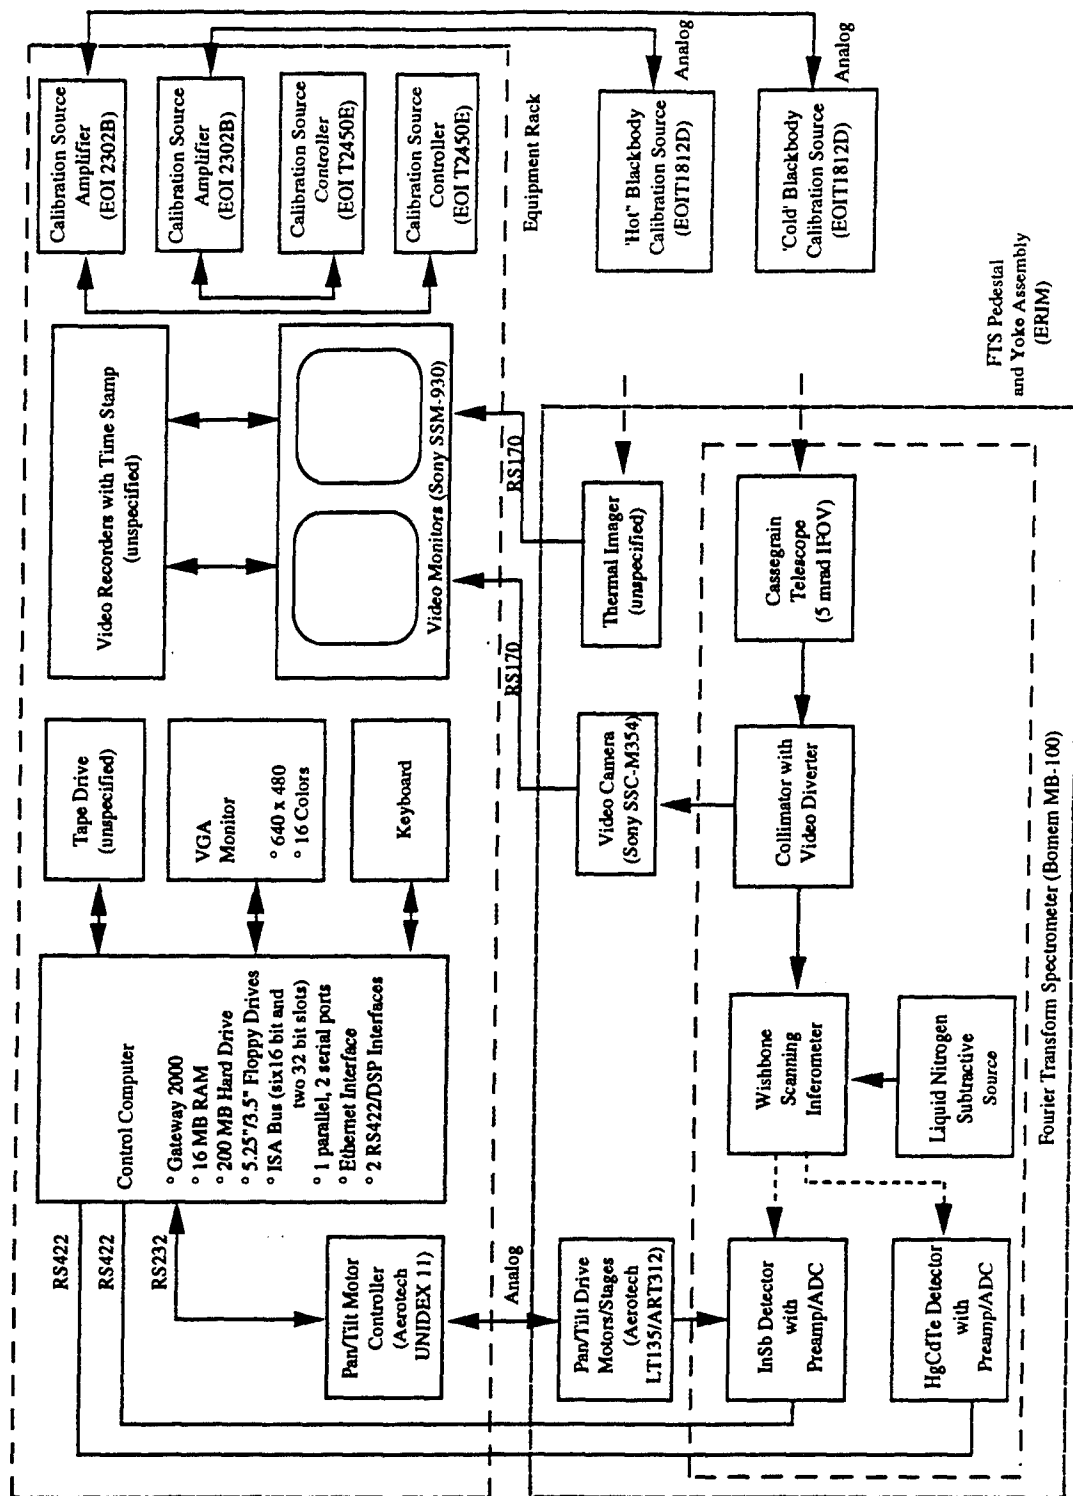 RS422
RS422
RS232
Control Computer
° Gateway 2000
° 16 MB RAM
° 200 MB Hard Drive
° 5.25"/3.5" Floppy Drives
° ISA Bus (six16 bit and
two 32 bit slots)
° 1 parallel, 2 serial ports
° Ethernet Interface
° 2 RS422/DSP Interfaces
Tape Drive
(unspecified)
VGA
Monitor
° 640 x 480
° 16 Colors
Keyboard
Video Recorders with Time Stamp
(unspecified)
Video Monitors (Sony SSM-930)
Calibration Source
Amplifier
(EOI 2302B)
Calibration Source
Amplifier
(EOI 2302B)
Calibration Source
Controller
(EOI T2450E)
Calibration Source
Controller
(EOI T2450E)
Equipment Rack
Pan/Tilt Motor
Controller
(Aerotech
UNIDEX 11)
Analog
RS170
RS170
Analog
Analog
Pan/Tilt Drive
Motors/Stages
(Aerotech
LT135/ART312)
Video Camera
(Sony SSC-M354)
Thermal Imager
(unspecified)
'Hot" Blackbody
Calibration Source
(EOIT1812D)
'Cold' Blackbody
Calibration Source
(EOIT1812D)
InSb Detector
with
Preamp/ADC
Wishbone
Scanning
Inferometer
Collimator with
Video Diverter
Cassegrain
Telescope
(5 mrad IFOV)
HgCdTe Detector
with
Preamp/ADC
Liquid Nitrogen
Subtractive
Source
FTS Pedestal
and Yoke Assembly
(ERIM)
Fourier Transform Spectrometer (Bomem MB-100)